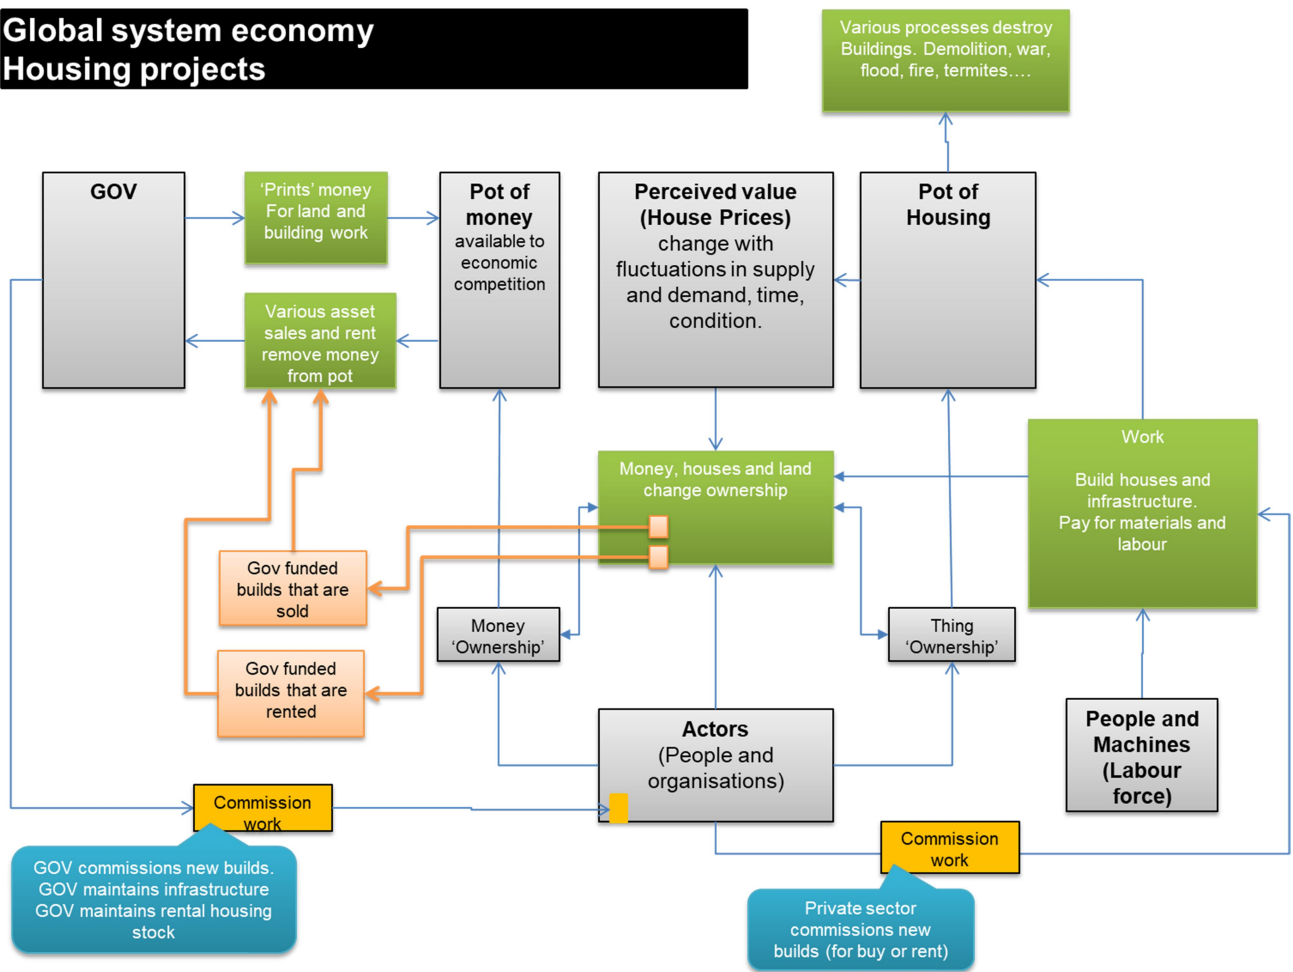 Global system economy
Housing projects
Various processes destroy
Buildings. Demolition, war,
flood, fire, termites….
GOV
‘Prints’ money
For land and
building work
Pot of
money
available to
economic
competition
Perceived value
(House Prices)
change with
fluctuations in supply
and demand, time,
condition.
Pot of
Housing
Various asset
sales and rent
remove money
from pot
Work
Build houses and
infrastructure.
Pay for materials and
labour
Money, houses and land
change ownership
Gov funded
builds that are
sold
Money
‘Ownership’
Thing
‘Ownership’
Gov funded
builds that are
rented
Actors
(People and
organisations)
People and
Machines
(Labour
force)
Commission
work
Commission
work
GOV commissions new builds.
GOV maintains infrastructure
GOV maintains rental housing
stock
Private sector
commissions new
builds (for buy or rent)